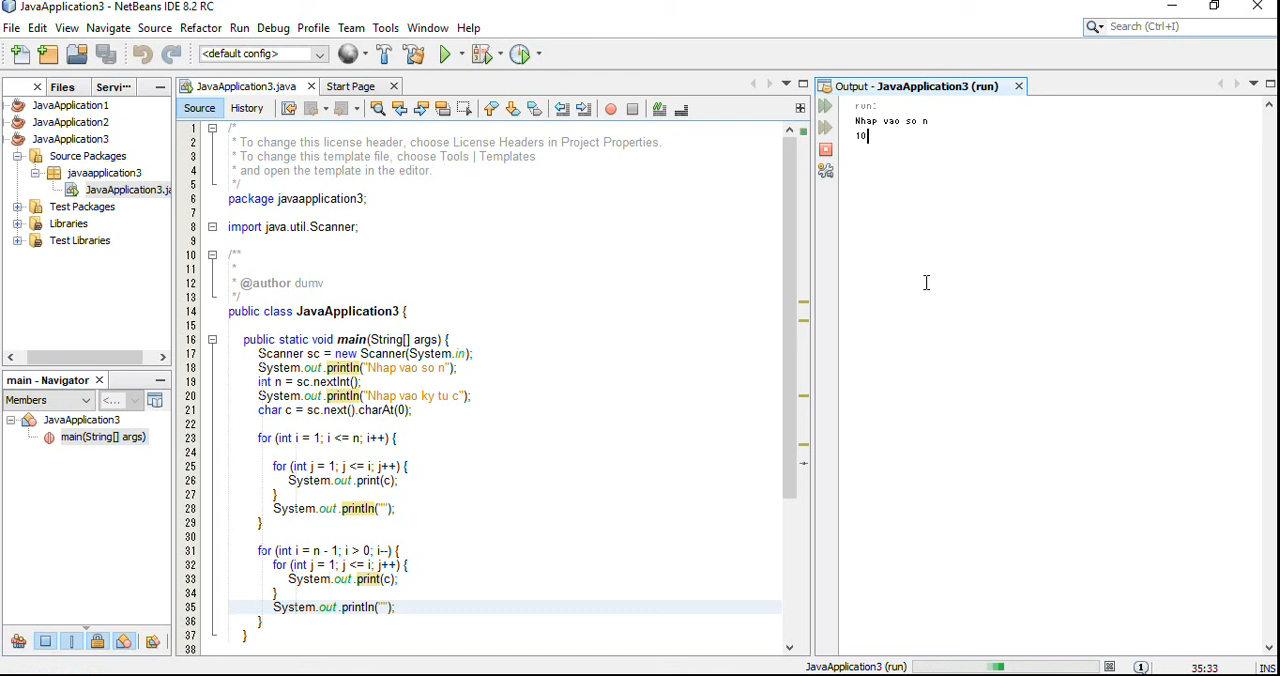 JavaApplication3 - NetBeans IDE 8.2 RC
File Edit View Navigate Source Refactor Run Debug Profile Team Tools Window Help
Search (Ctrl+I)
<default config>
Files Servi...
JavaApplication1
JavaApplication2
JavaApplication3
Source Packages
javaapplication3
JavaApplication3.ja
Test Packages
Libraries
Test Libraries
main - Navigator
Members <...
JavaApplication3
main(String[] args)
JavaApplication3.java Start Page
Source History
1 /*
2 * To change this license header, choose License Headers in Project Properties.
3 * To change this template file, choose Tools | Templates
4 * and open the template in the editor.
5 */
6 package javaapplication3;
7
8 import java.util.Scanner;
9
10 /**
11 *
12 * @author dumv
13 */
14 public class JavaApplication3 {
15
16 public static void main(String[] args) {
17 Scanner sc = new Scanner(System.in);
18 System.out.println("Nhap vao so n");
19 int n = sc.nextInt();
20 System.out.println("Nhap vao ky tu c");
21 char c = sc.next().charAt(0);
22
23 for (int i = 1; i <= n; i++) {
24
25 for (int j = 1; j <= i; j++) {
26 System.out.print(c);
27 }
28 System.out.println("");
29 }
30
31 for (int i = n - 1; i > 0; i--) {
32 for (int j = 1; j <= i; j++) {
33 System.out.print(c);
34 }
35 System.out.println("");
36 }
37 }
38
Output - JavaApplication3 (run)
run:
Nhap vao so n
10
JavaApplication3 (run) 1 35:33 INS